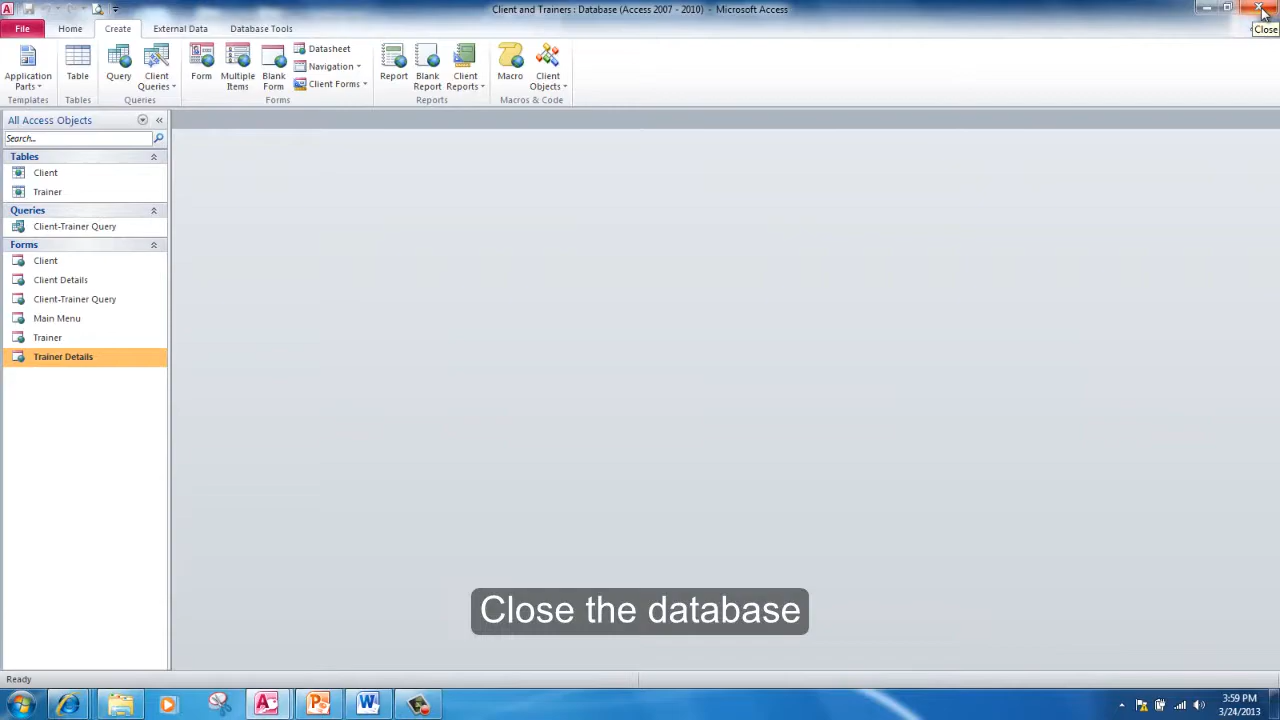 Client and Trainers : Database (Access 2007 - 2010) - Microsoft Access
Close
File Home Create External Data Database Tools
Application Parts
Table
Query
Client Queries
Form
Multiple Items
Blank Form
Datasheet
Navigation
Client Forms
Report
Blank Report
Client Reports
Macro
Client Objects
Templates Tables Queries Forms Reports Macros & Code
All Access Objects
Search...
Tables
Client
Trainer
Queries
Client-Trainer Query
Forms
Client
Client Details
Client-Trainer Query
Main Menu
Trainer
Trainer Details
Close the database
Ready
3:59 PM
3/24/2013